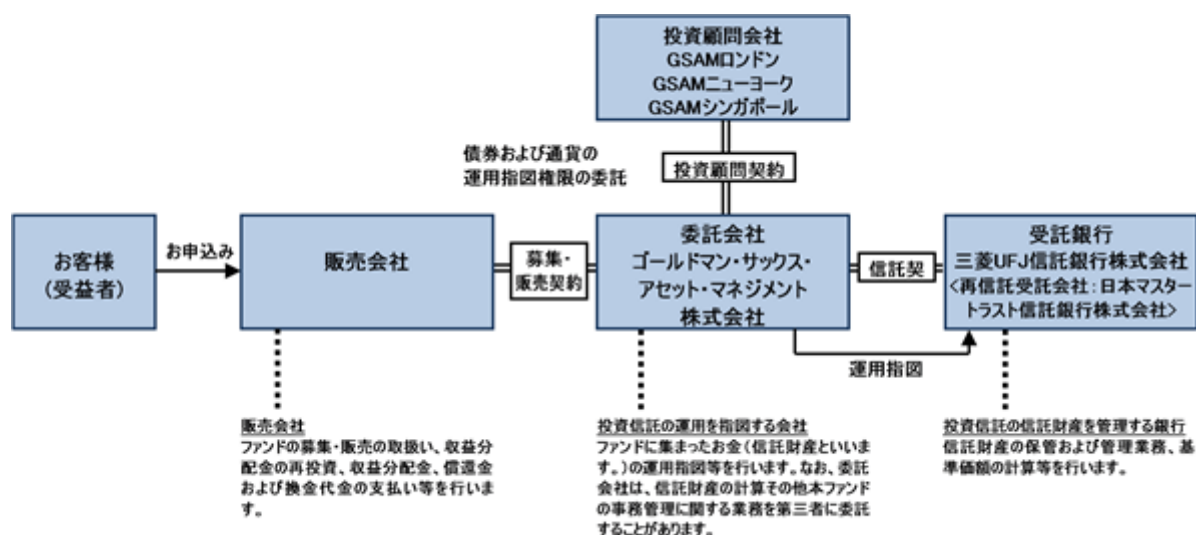 投資顧問会社
GSAMロンドン
GSAMニューヨーク
GSAMシンガポール
債券および通貨の
運用指図権限の委託
投資顧問契約
お客様
(受益者)
お申込み
販売会社
募集・
販売契約
委託会社
ゴールドマン・サックス・
アセット・マネジメント
株式会社
信託契
受託銀行
三菱UFJ信託銀行株式会社
<再信託受託会社:日本マスター
トラスト信託銀行株式会社>
運用指図
販売会社
ファンドの募集・販売の取扱い、収益分
配金の再投資、収益分配金、償還金
および換金代金の支払い等を行いま
す。
投資信託の運用を指図する会社
ファンドに集まったお金(信託財産といいま
す。)の運用指図等を行います。なお、委託
会社は、信託財産の計算その他本ファンド
の事務管理に関する業務を第三者に委託
することがあります。
投資信託の信託財産を管理する銀行
信託財産の保管および管理業務、基
準価額の計算等を行います。